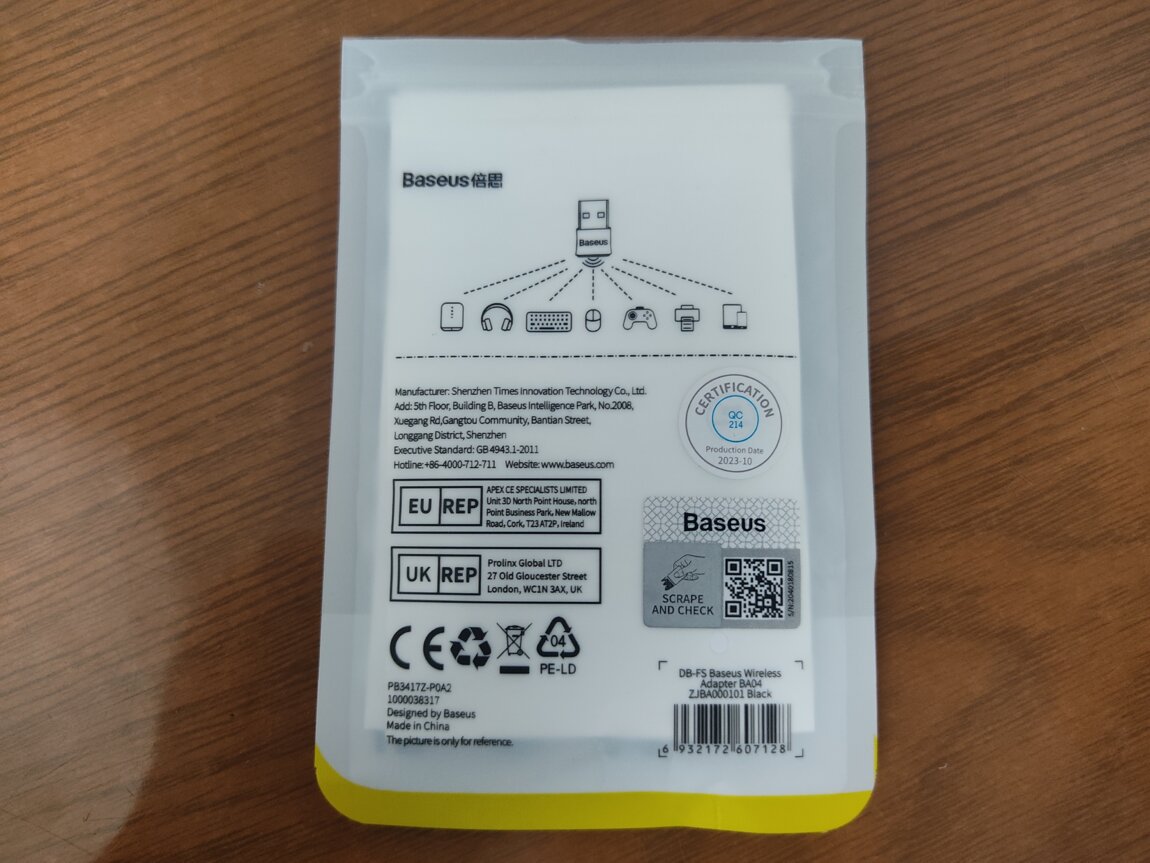 Baseus倍思
Baseus
Manufacturer: Shenzhen Times Innovation Technology Co., Ltd.
Add: 5th Floor, Building B, Baseus Intelligence Park, No.2008,
Xuegang Rd,Gangtou Community, Bantian Street,
Longgang District, Shenzhen
Executive Standard: GB 4943.1-2011
Hotline:+86-4000-712-711 Website: www.baseus.com
CERTIFICATION
QC
214
Production Date
2023-10
EU REP
APEX CE SPECIALISTS LIMITED
Unit 3D North Point House, north
Point Business Park, New Mallow
Road, Cork, T23 AT2P, Ireland
UK REP
Prolinx Global LTD
27 Old Gloucester Street
London, WC1N 3AX, UK
Baseus
SCRAPE
AND CHECK
S/N:2040180815
CE
04
PE-LD
PB3417Z-P0A2
1000038317
Designed by Baseus
Made in China
The picture is only for reference.
DB-FS Baseus Wireless
Adapter BA04
ZJBA000101 Black
6 932172 607128